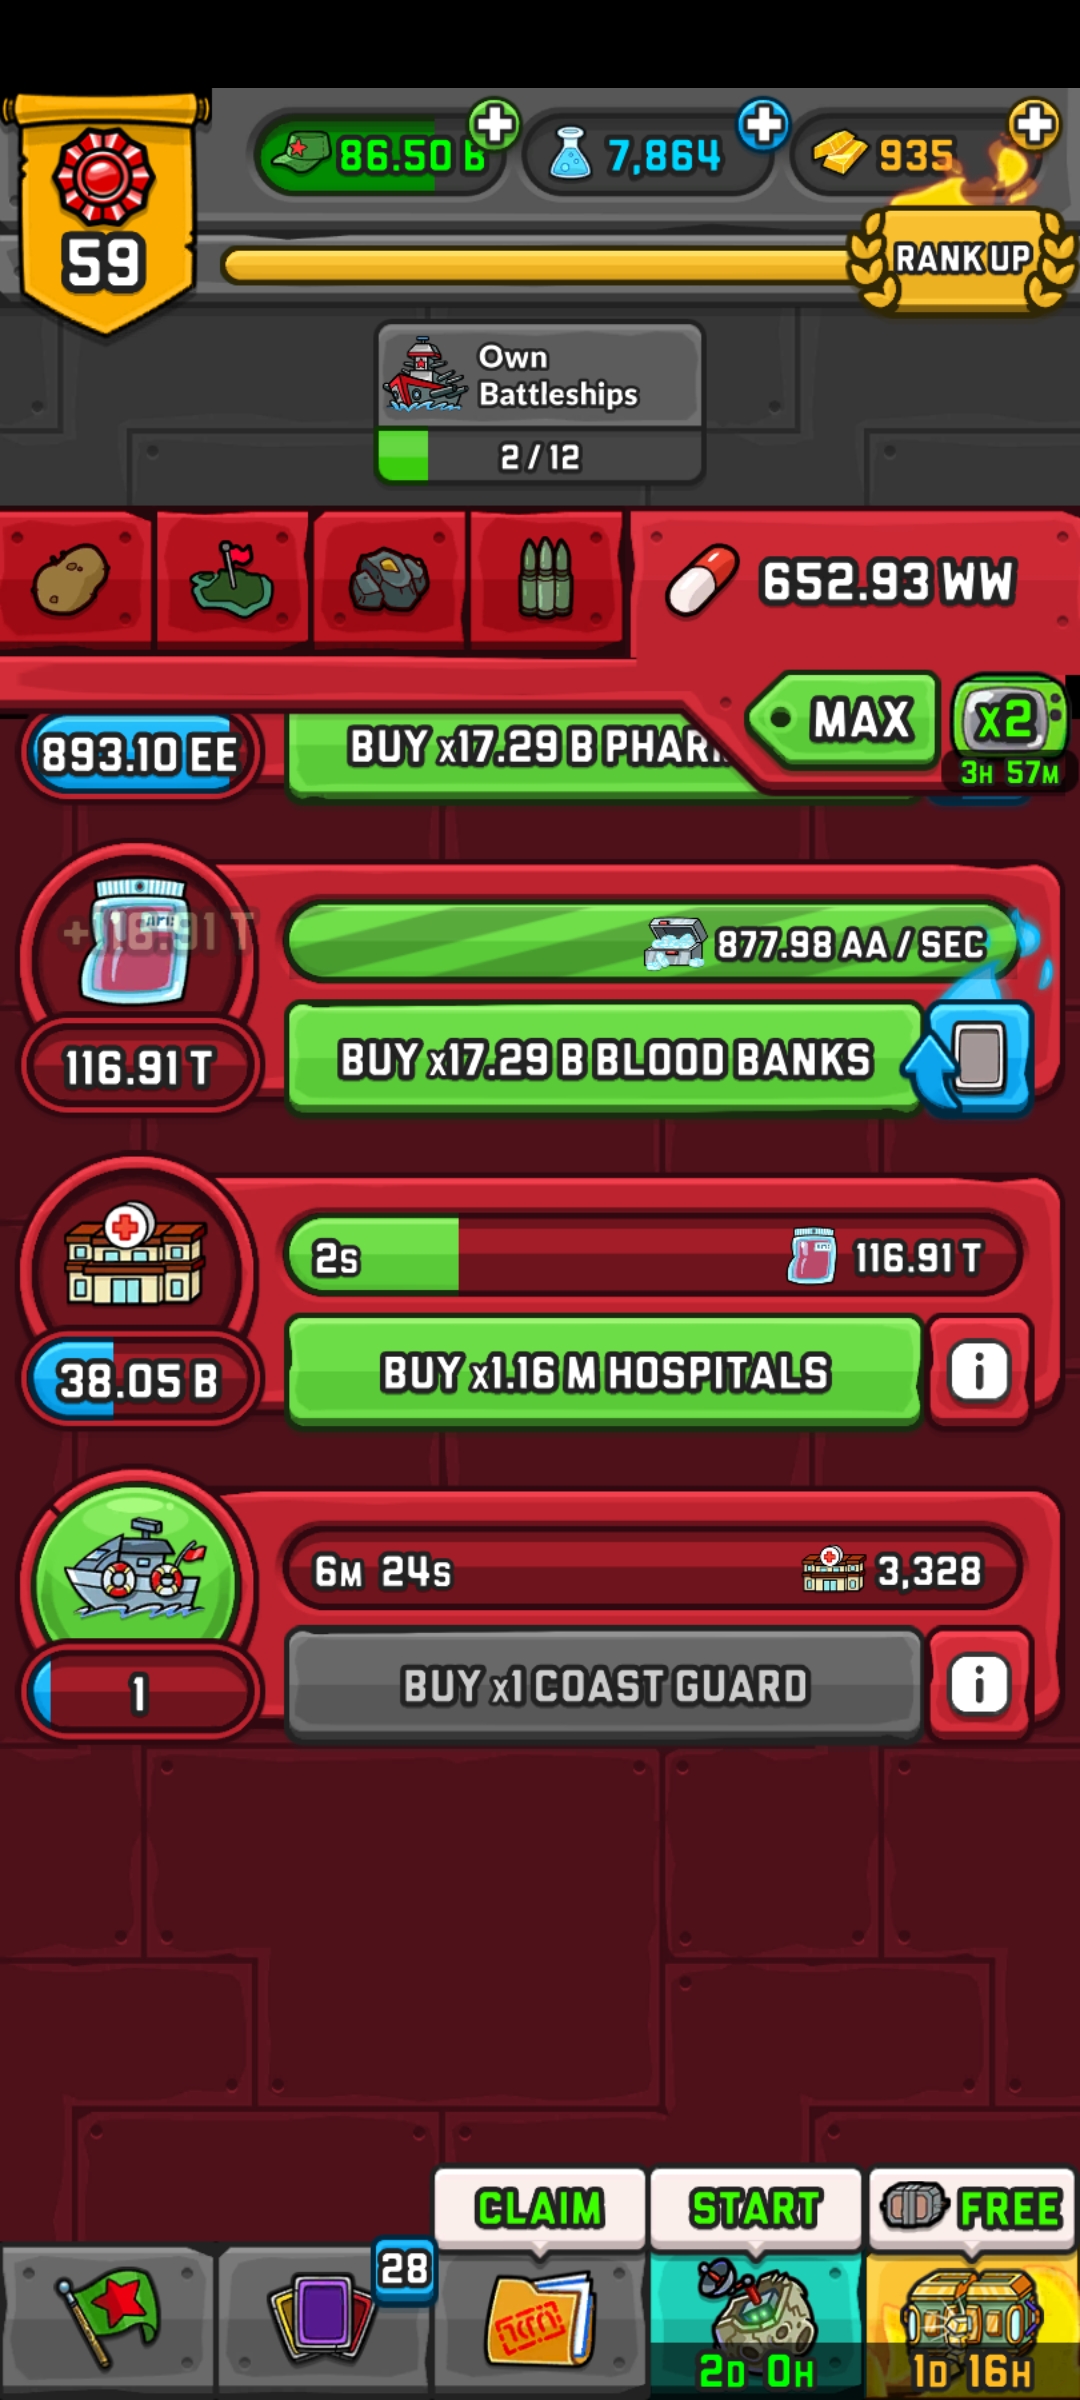 86.50 B
7,864
935
59
RANK UP
Own
Battleships
2 / 12
652.93 WW
MAX
x2
3H 57M
893.10 EE
BUY x17.29 B
+116.91 T
877.98 AA / SEC
116.91 T
BUY x17.29 B BLOOD BANKS
2S
116.91 T
38.05 B
BUY x1.16 M HOSPITALS
i
6M 24S
3,328
1
BUY x1 COAST GUARD
i
CLAIM
START
FREE
28
2D 0H
1D 16H